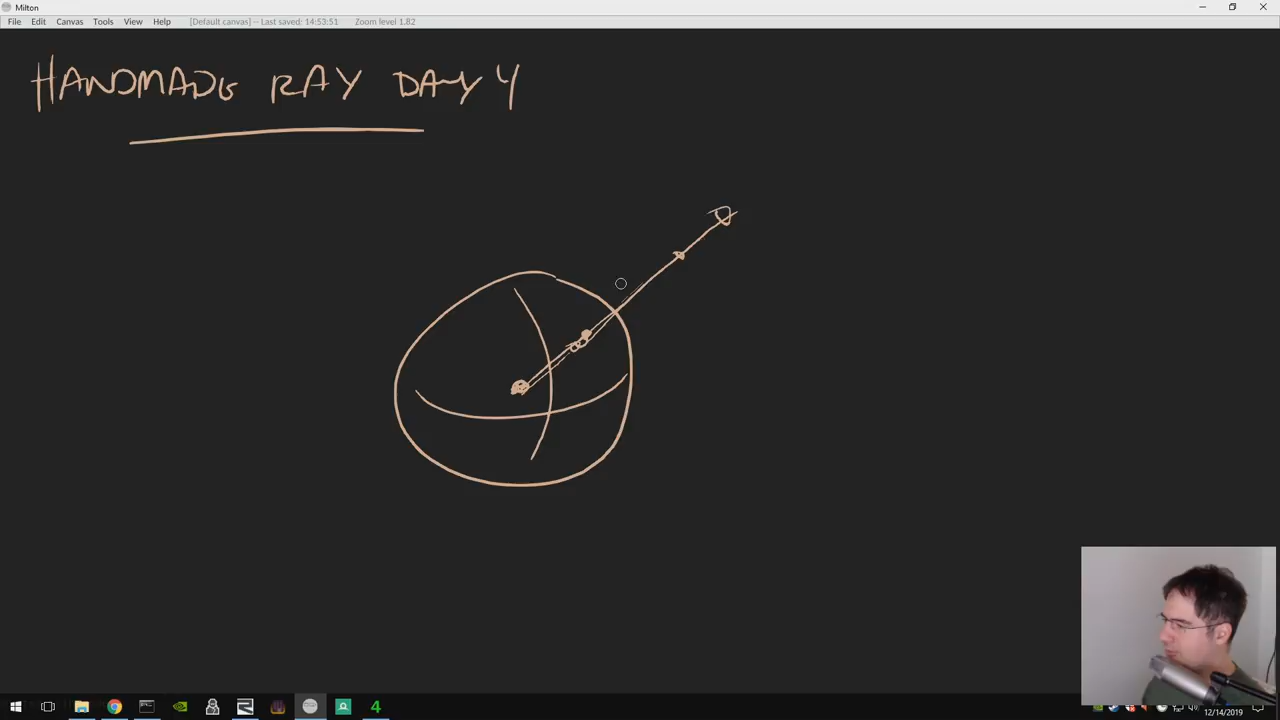 Milton
File Edit Canvas Tools View Help [Default canvas] -- Last saved: 14:53:51 Zoom level 1.82
HANDMADE RAY DAY 4
4
12/14/2019